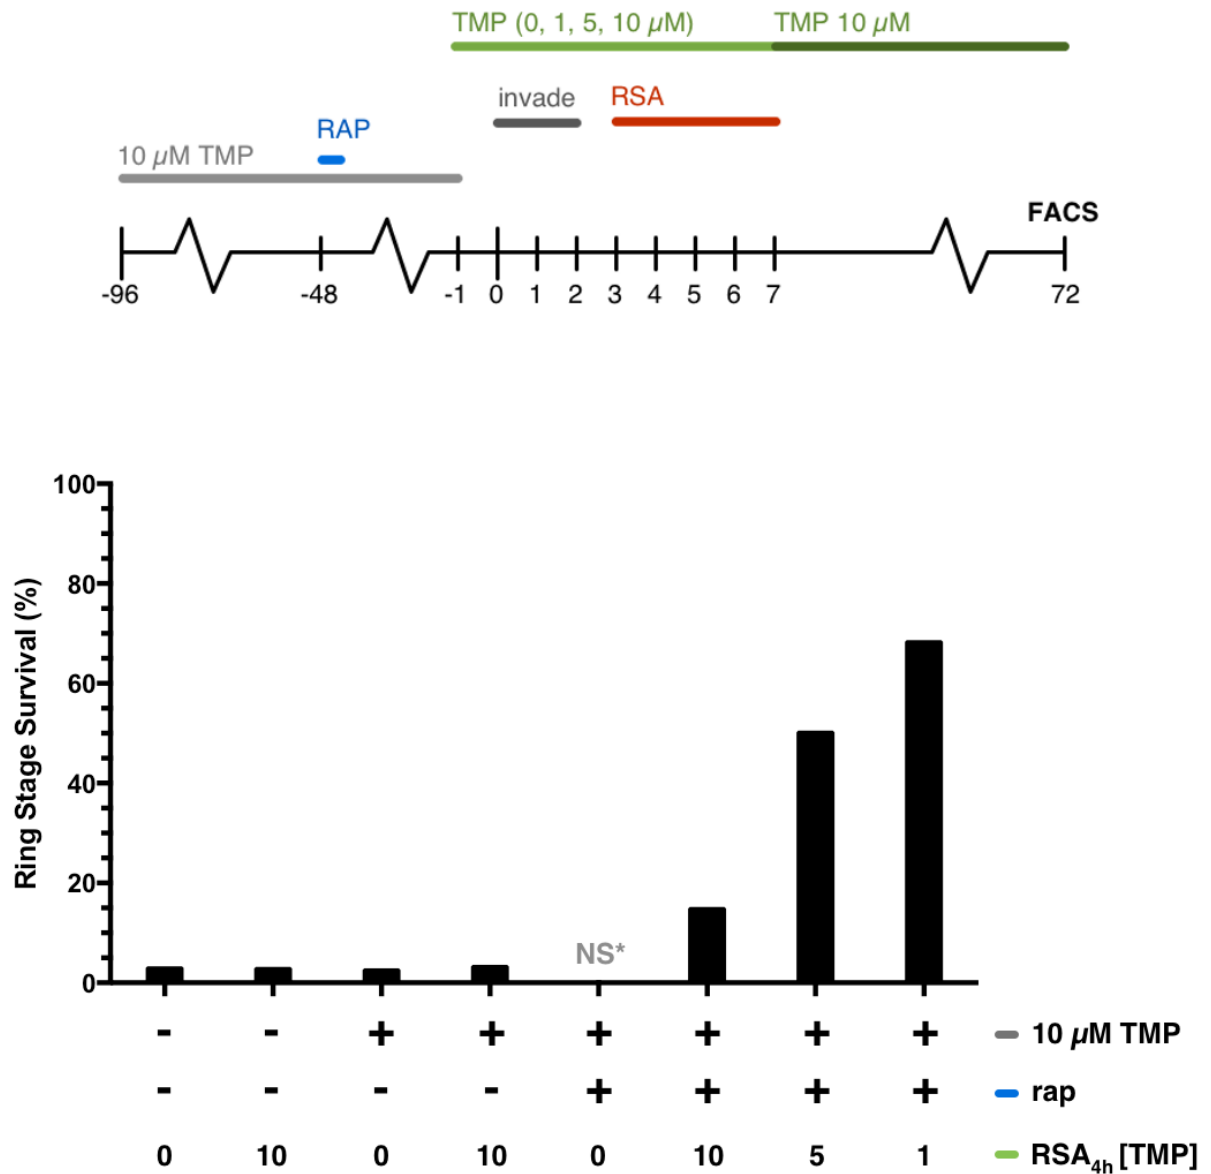 TMP (0, 1, 5, 10 µM) TMP 10 µM
invade RSA
RAP
10 µM TMP
FACS
-96 -48 -1 0 1 2 3 4 5 6 7 72
100
80
60
40
20
0
Ring Stage Survival (%)
NS*
- - + + + + + + 10 µM TMP
- - - - + + + + rap
0 10 0 10 0 10 5 1 RSA4h [TMP]